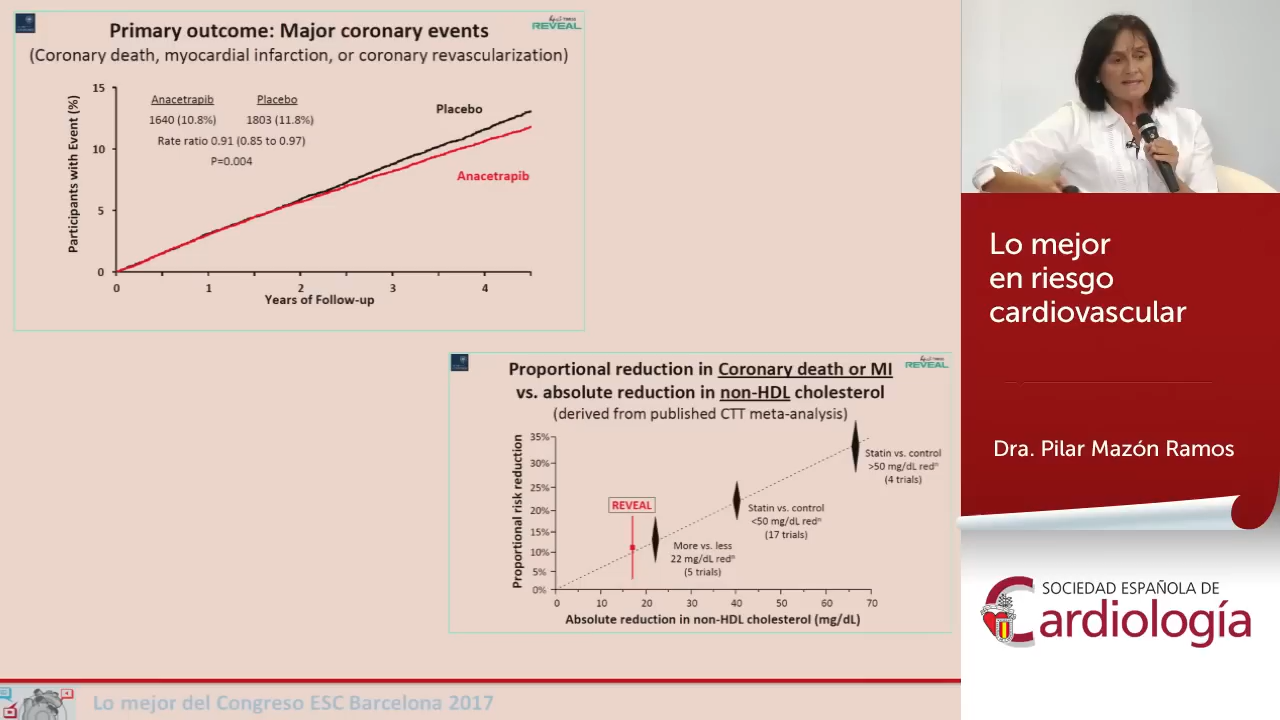 REVEAL
Primary outcome: Major coronary events
(Coronary death, myocardial infarction, or coronary revascularization)
Participants with Event (%)
15
10
5
0
Anacetrapib Placebo
1640 (10.8%) 1803 (11.8%)
Rate ratio 0.91 (0.85 to 0.97)
P=0.004
Placebo
Anacetrapib
0 1 2 3 4
Years of Follow-up
REVEAL
Proportional reduction in Coronary death or MI
vs. absolute reduction in non-HDL cholesterol
(derived from published CTT meta-analysis)
Proportional risk reduction
35%
30%
25%
20%
15%
10%
5%
0%
REVEAL
More vs. less
22 mg/dL redⁿ
(5 trials)
Statin vs. control
<50 mg/dL redⁿ
(17 trials)
Statin vs. control
>50 mg/dL redⁿ
(4 trials)
0 10 20 30 40 50 60 70
Absolute reduction in non-HDL cholesterol (mg/dL)
Lo mejor del Congreso ESC Barcelona 2017
Lo mejor
en riesgo
cardiovascular
Dra. Pilar Mazón Ramos
SOCIEDAD ESPAÑOLA DE
Cardiología